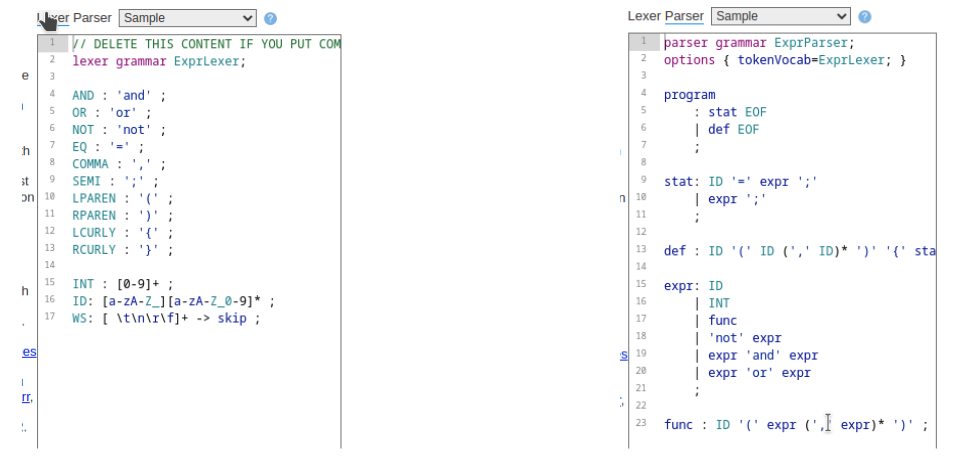 Lexer Parser Sample ?
1 // DELETE THIS CONTENT IF YOU PUT COM
2 lexer grammar ExprLexer;
3
4 AND : 'and' ;
5 OR : 'or' ;
6 NOT : 'not' ;
7 EQ : '=' ;
8 COMMA : ',' ;
9 SEMI : ';' ;
10 LPAREN : '(' ;
11 RPAREN : ')' ;
12 LCURLY : '{' ;
13 RCURLY : '}' ;
14
15 INT : [0-9]+ ;
16 ID: [a-zA-Z_][a-zA-Z_0-9]* ;
17 WS: [ \t\n\r\f]+ -> skip ;
Lexer Parser Sample ?
1 parser grammar ExprParser;
2 options { tokenVocab=ExprLexer; }
3
4 program
5 : stat EOF
6 | def EOF
7 ;
8
9 stat: ID '=' expr ';'
10 | expr ';'
11 ;
12
13 def : ID '(' ID (',' ID)* ')' '{' sta
14
15 expr: ID
16 | INT
17 | func
18 | 'not' expr
19 | expr 'and' expr
20 | expr 'or' expr
21 ;
22
23 func : ID '(' expr (',' expr)* ')' ;